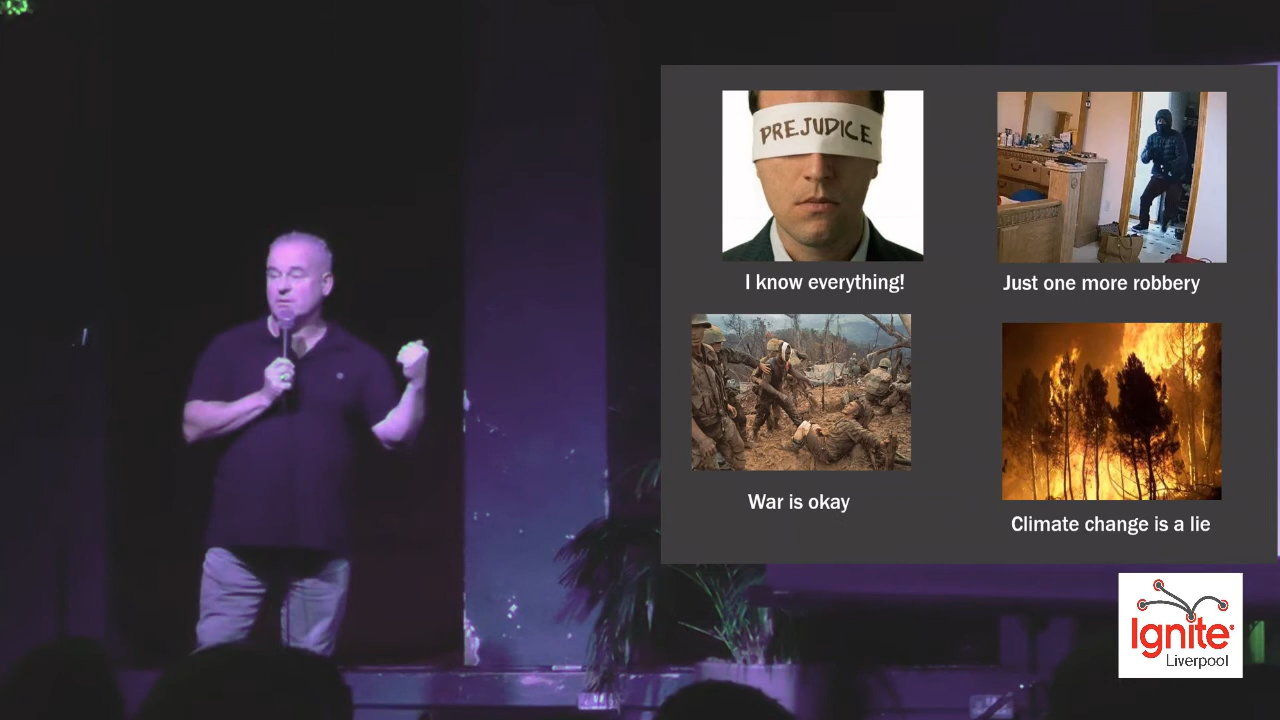 PREJUDICE
I know everything!
Just one more robbery
War is okay
Climate change is a lie
Ignite
Liverpool